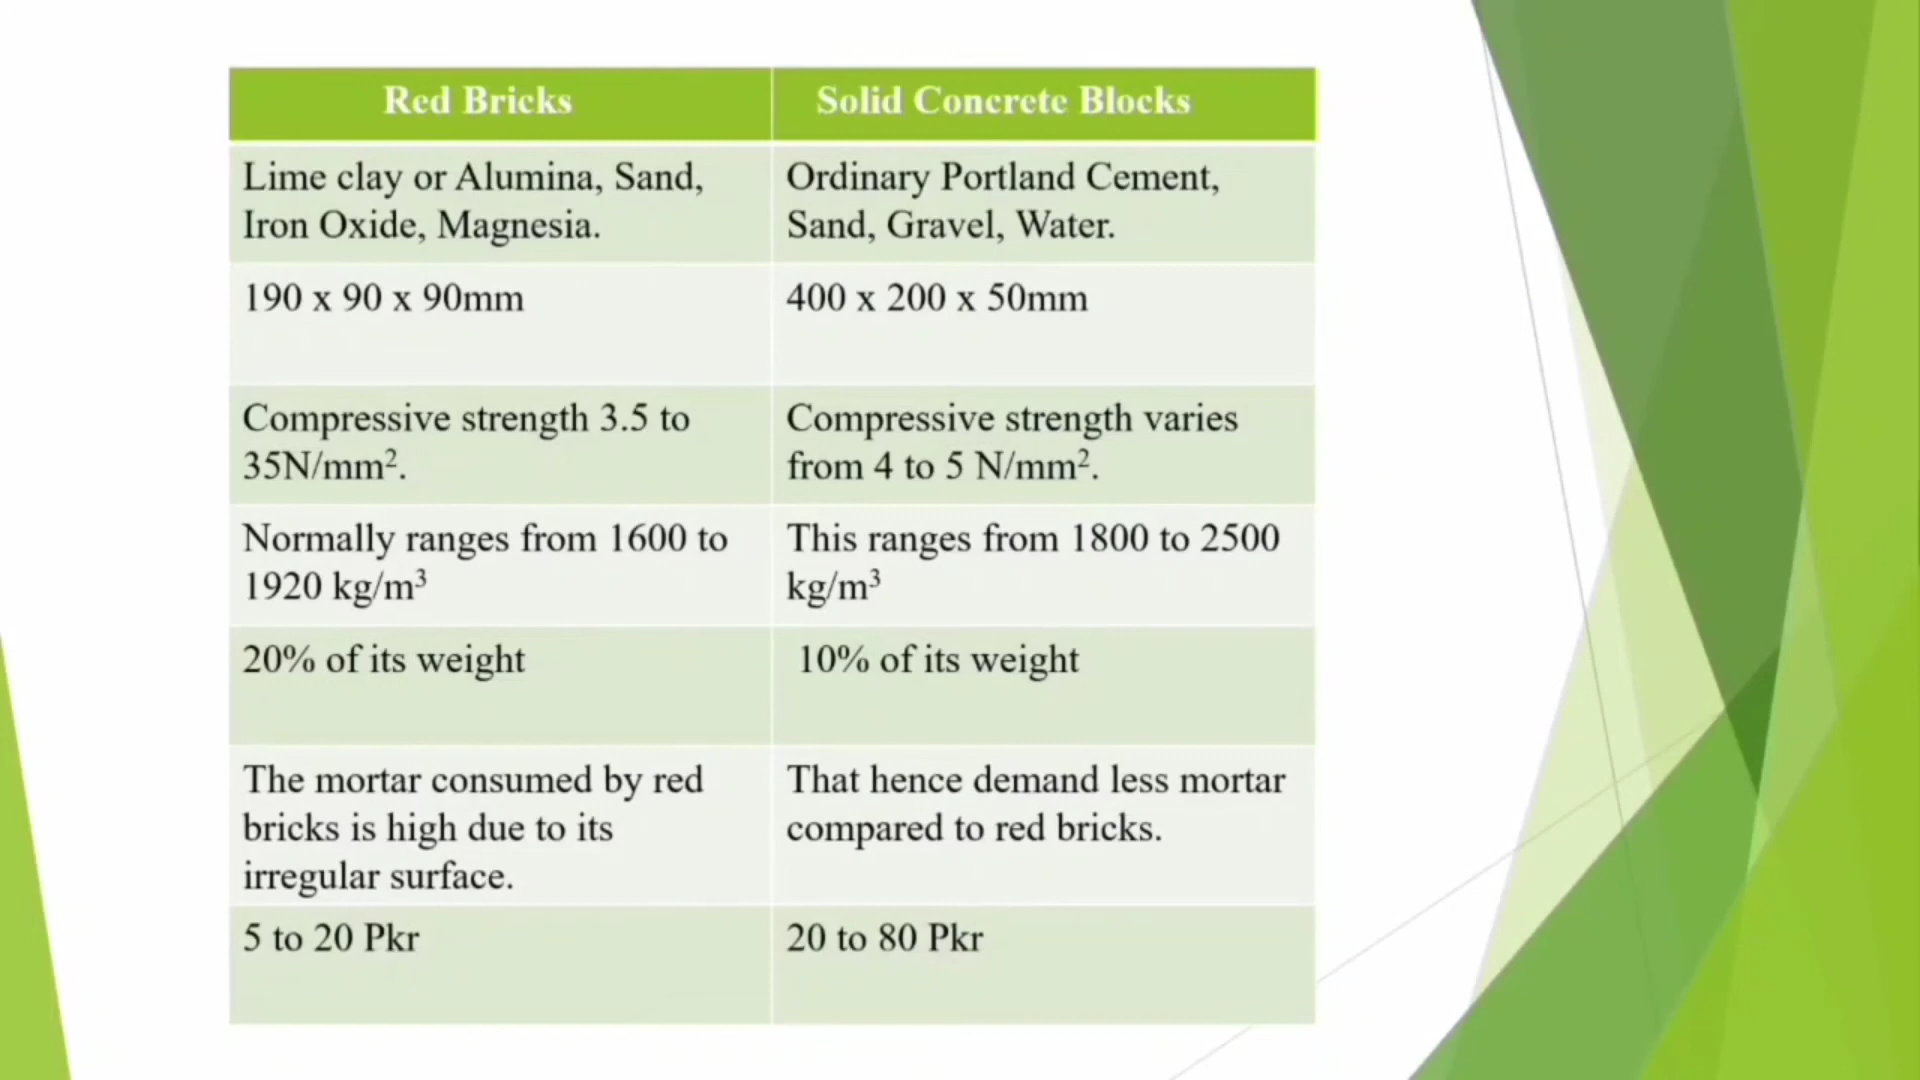 Red Bricks
Solid Concrete Blocks
Lime clay or Alumina, Sand,
Iron Oxide, Magnesia.
Ordinary Portland Cement,
Sand, Gravel, Water.
190 x 90 x 90mm
400 x 200 x 50mm
Compressive strength 3.5 to
35N/mm².
Compressive strength varies
from 4 to 5 N/mm².
Normally ranges from 1600 to
1920 kg/m³
This ranges from 1800 to 2500
kg/m³
20% of its weight
10% of its weight
The mortar consumed by red
bricks is high due to its
irregular surface.
That hence demand less mortar
compared to red bricks.
5 to 20 Pkr
20 to 80 Pkr